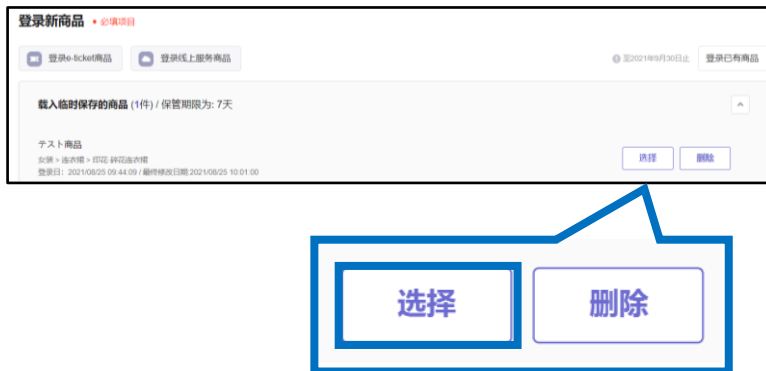 登录新商品 • 必填项目
登录e-ticket商品 登录线上服务商品 至2021年9月30日止 登录已有商品
载入临时保存的商品 (1件) / 保管期限为: 7天
テスト商品
女装 > 连衣裙 > 印花·碎花连衣裙
登录日: 2021/08/25 09:44:09 / 最终修改日期:2021/08/25 10:01:00
选择 删除
选择 删除